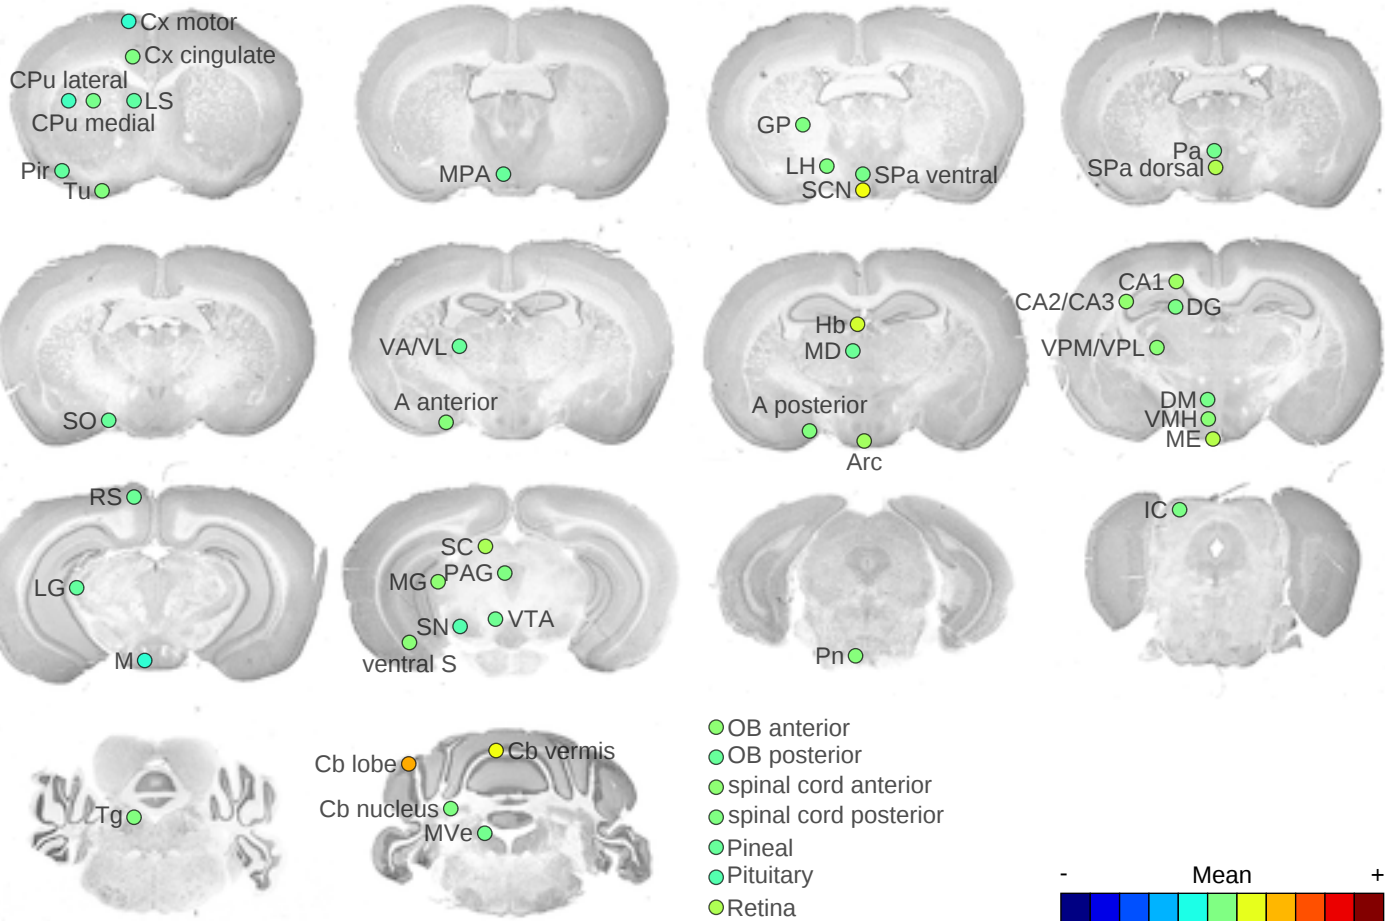 Cx motor
Cx cingulate
CPu lateral
LS
CPu medial
Pir
Tu
MPA
GP
LH
SPa ventral
SCN
Pa
SPa dorsal
SO
VA/VL
A anterior
Hb
MD
A posterior
Arc
CA1
CA2/CA3
DG
VPM/VPL
DM
VMH
ME
RS
LG
M
SC
MG
PAG
SN
VTA
ventral S
Pn
IC
Tg
Cb lobe
Cb vermis
Cb nucleus
MVe
OB anterior
OB posterior
spinal cord anterior
spinal cord posterior
Pineal
Pituitary
Retina
- Mean +